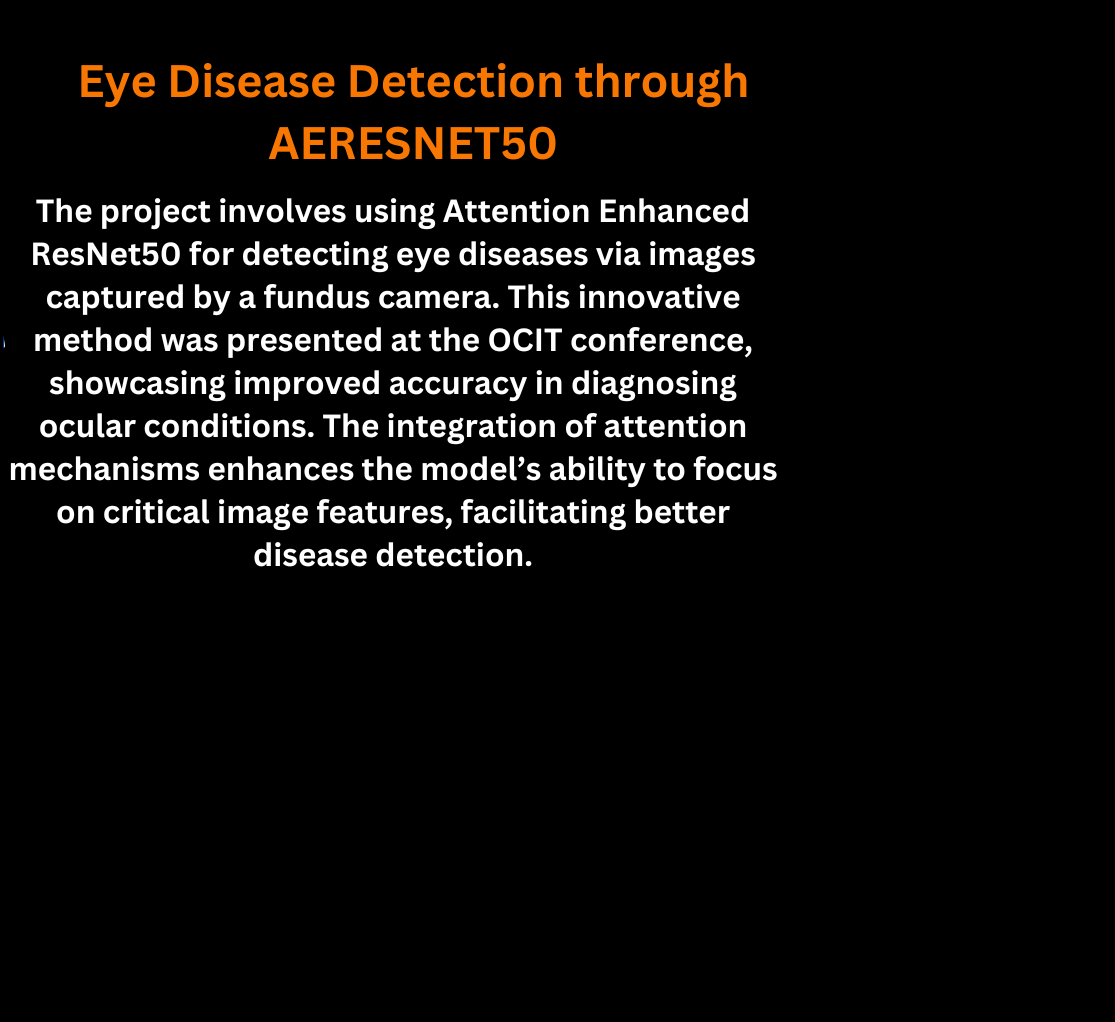 Eye Disease Detection through
AERESNET50
The project involves using Attention Enhanced
ResNet50 for detecting eye diseases via images
captured by a fundus camera. This innovative
method was presented at the OCIT conference,
showcasing improved accuracy in diagnosing
ocular conditions. The integration of attention
mechanisms enhances the model’s ability to focus
on critical image features, facilitating better
disease detection.